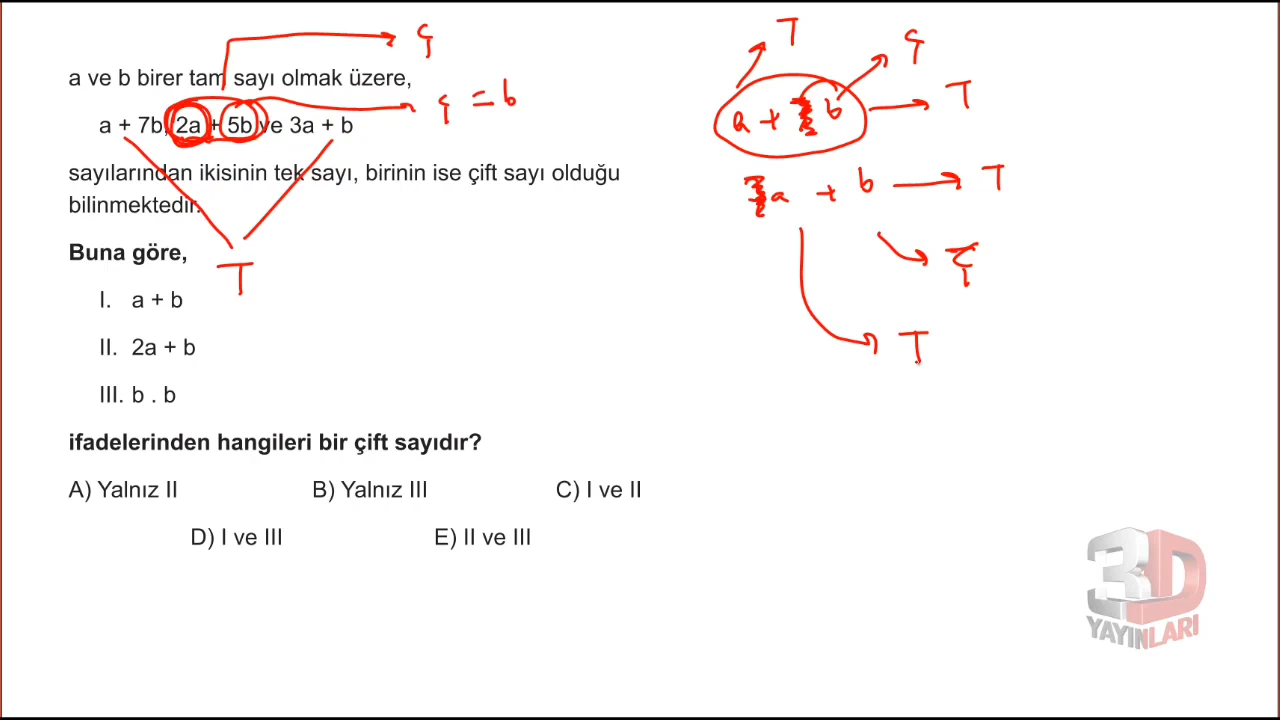 a ve b birer tam sayı olmak üzere,
a + 7b, 2a + 5b ve 3a + b
sayılarından ikisinin tek sayı, birinin ise çift sayı olduğu
bilinmektedir.
Buna göre,
I. a + b
II. 2a + b
III. b . b
ifadelerinden hangileri bir çift sayıdır?
A) Yalnız II B) Yalnız III C) I ve II
D) I ve III E) II ve III
Ç
Ç = b
T
T
Ç
a + b T
a + b T
Ç
T
3D
YAYINLARI